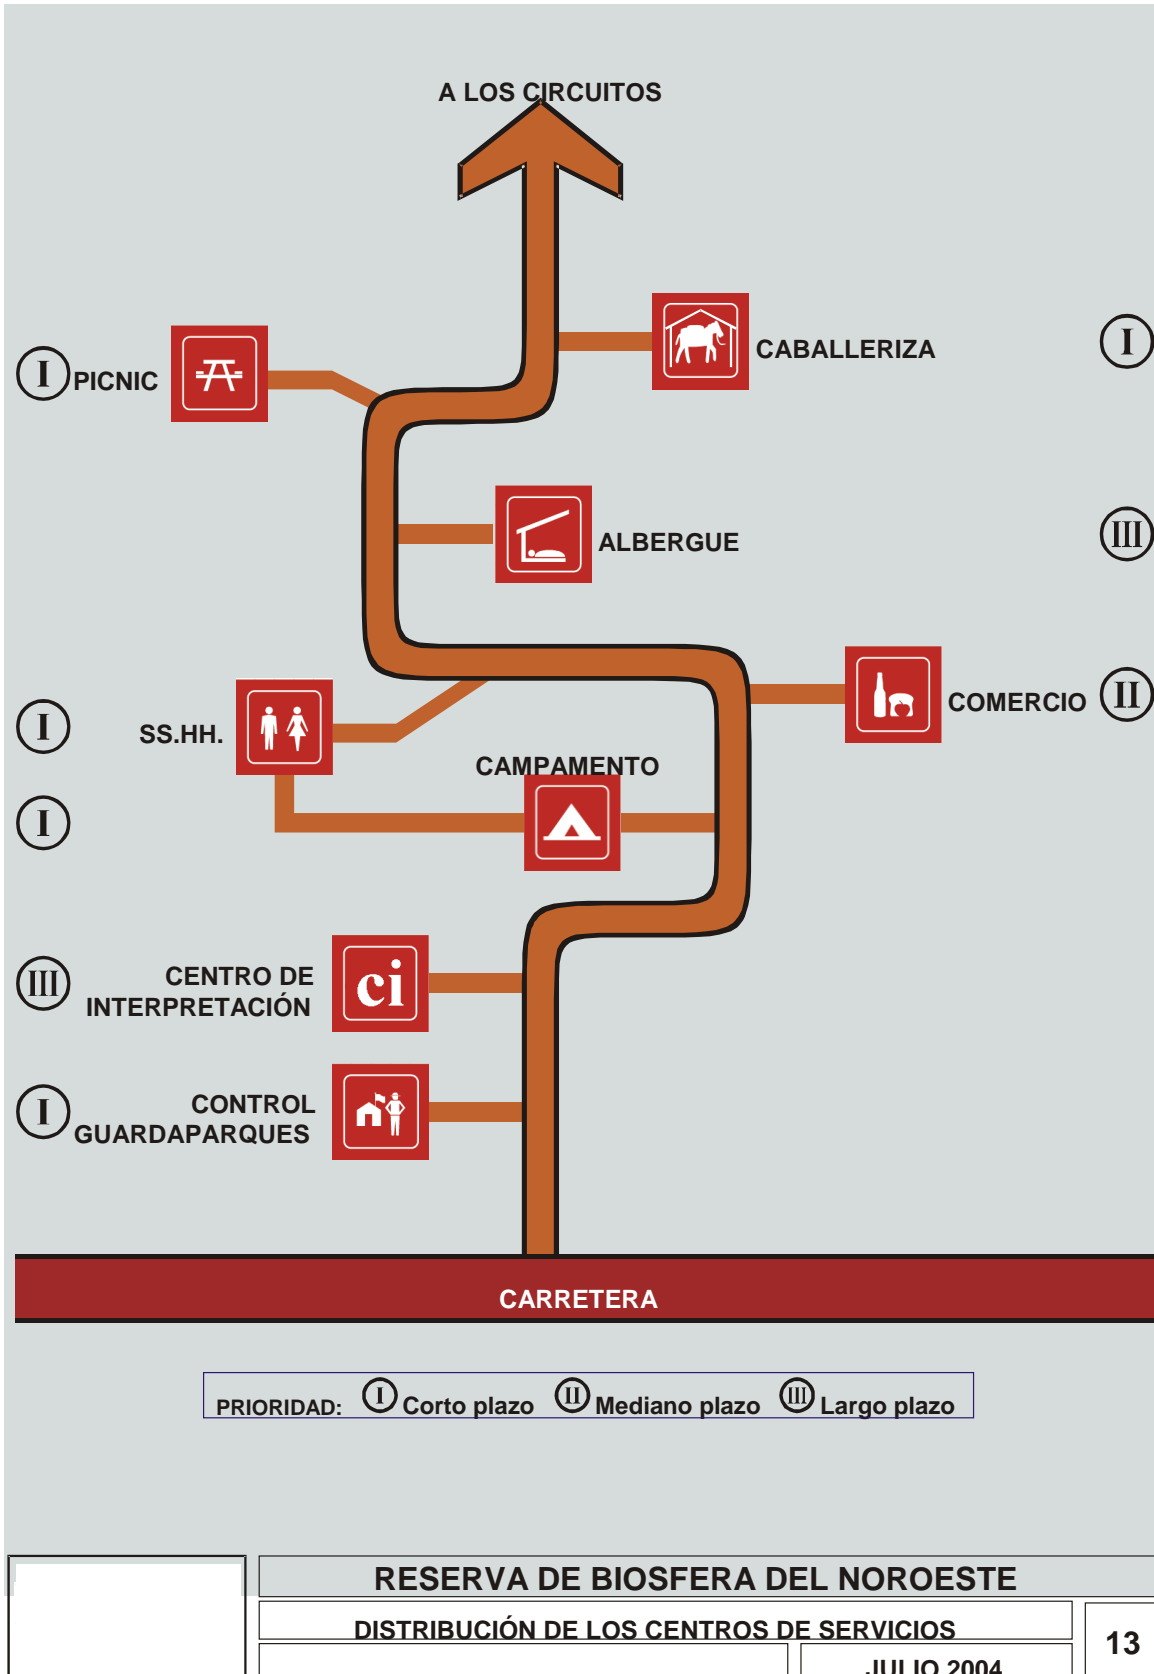 A LOS CIRCUITOS
CABALLERIZA
I
I
PICNIC
ALBERGUE
III
COMERCIO
II
I
SS.HH.
CAMPAMENTO
I
III
CENTRO DE
INTERPRETACIÓN
ci
I
CONTROL
GUARDAPARQUES
CARRETERA
PRIORIDAD: I Corto plazo II Mediano plazo III Largo plazo
RESERVA DE BIOSFERA DEL NOROESTE
DISTRIBUCIÓN DE LOS CENTROS DE SERVICIOS
13
JULIO 2004